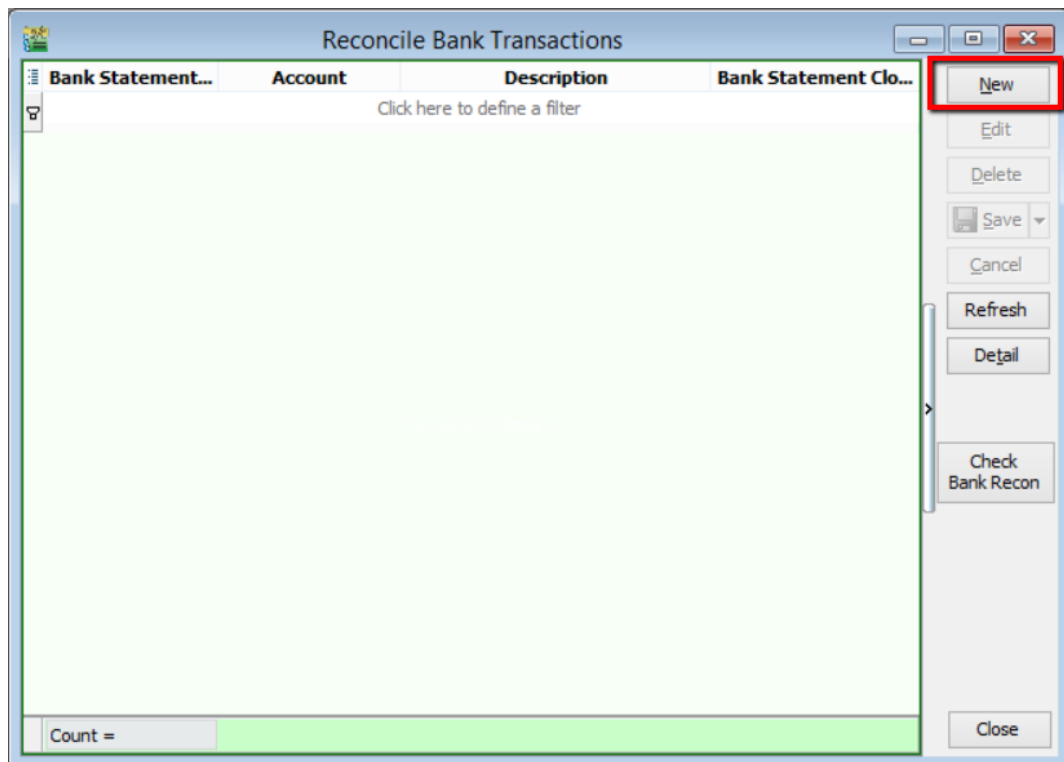 Reconcile Bank Transactions
Bank Statement... Account Description Bank Statement Clo...
Click here to define a filter
New
Edit
Delete
Save
Cancel
Refresh
Detail
>
Check
Bank Recon
Count =
Close